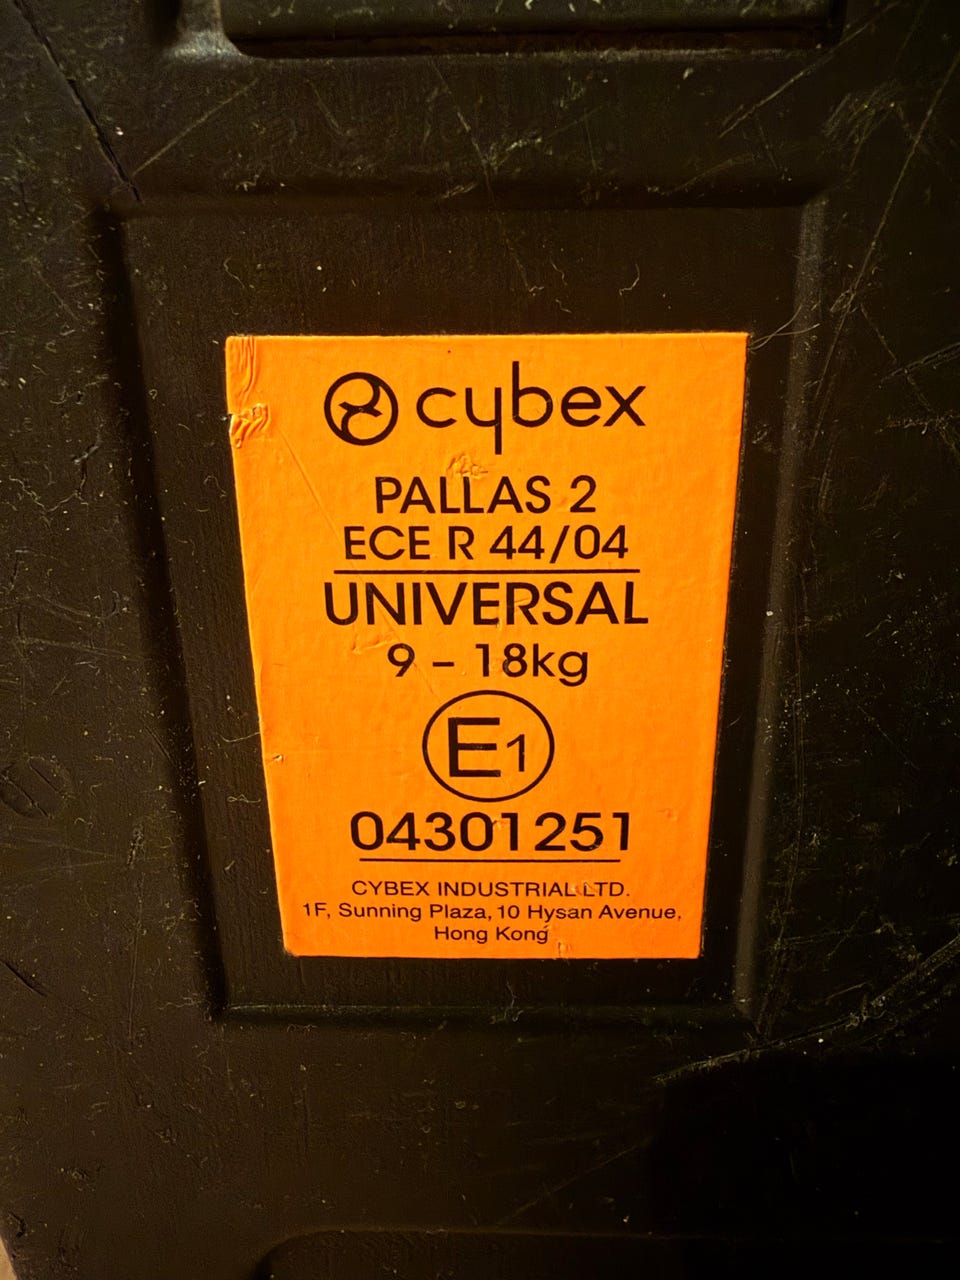 cybex
PALLAS 2
ECE R 44/04
UNIVERSAL
9 – 18kg
E1
04301251
CYBEX INDUSTRIAL LTD.
1F, Sunning Plaza, 10 Hysan Avenue,
Hong Kong